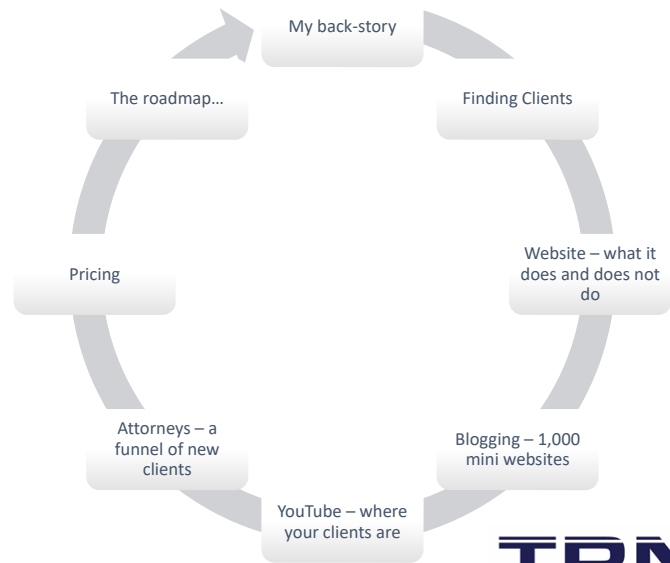 My back-story
Finding Clients
Website – what it
does and does not
do
Blogging – 1,000
mini websites
YouTube – where
your clients are
Attorneys – a
funnel of new
clients
Pricing
The roadmap...